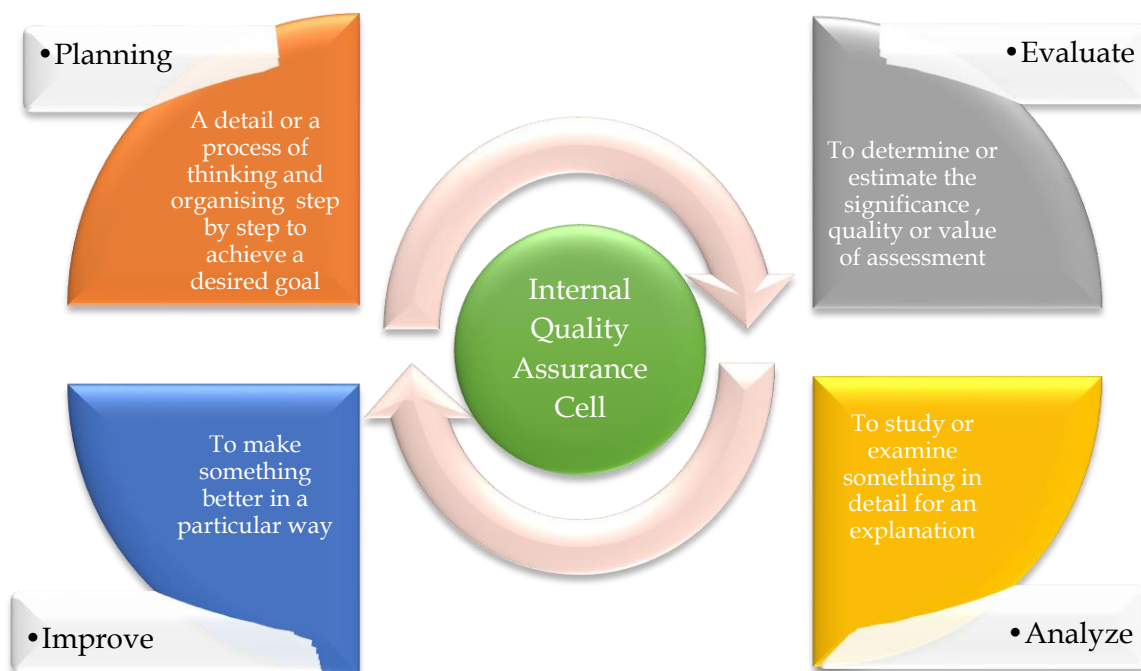 •Planning
A detail or a
process of
thinking and
organising step
by step to
achieve a
desired goal
•Evaluate
To determine or
estimate the
significance ,
quality or value
of assessment
Internal
Quality
Assurance
Cell
To make
something
better in a
particular way
•Improve
To study or
examine
something in
detail for an
explanation
•Analyze